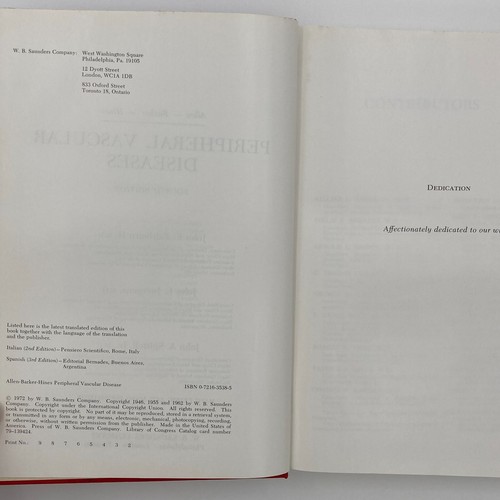 W. B. Saunders Company: West Washington Square
Philadelphia, Pa. 19105
12 Dyott Street
London, WC1A 1DB
833 Oxford Street
Toronto 18, Ontario
PERIPHERAL VASCULAR
DISEASES
Listed here is the latest translated edition of this
book together with the language of the translation
and the publisher.
Italian (2nd Edition)—Pensiero Scientifico, Rome, Italy
Spanish (3rd Edition)—Editorial Bernades, Buenos Aires,
Argentina
Allen-Barker-Hines Peripheral Vascular Disease ISBN 0-7216-3538-5
© 1972 by W. B. Saunders Company. Copyright 1946, 1955 and 1962 by W. B. Saunders
Company. Copyright under the International Copyright Union. All rights reserved. This
book is protected by copyright. No part of it may be reproduced, stored in a retrieval system,
or transmitted in any form or by any means, electronic, mechanical, photocopying, recording,
or otherwise, without written permission from the publisher. Made in the United States of
America. Press of W. B. Saunders Company. Library of Congress Catalog card number
Print No. 9 8 7 6 5 4 3 2
DEDICATION
Affectionately dedicated to our